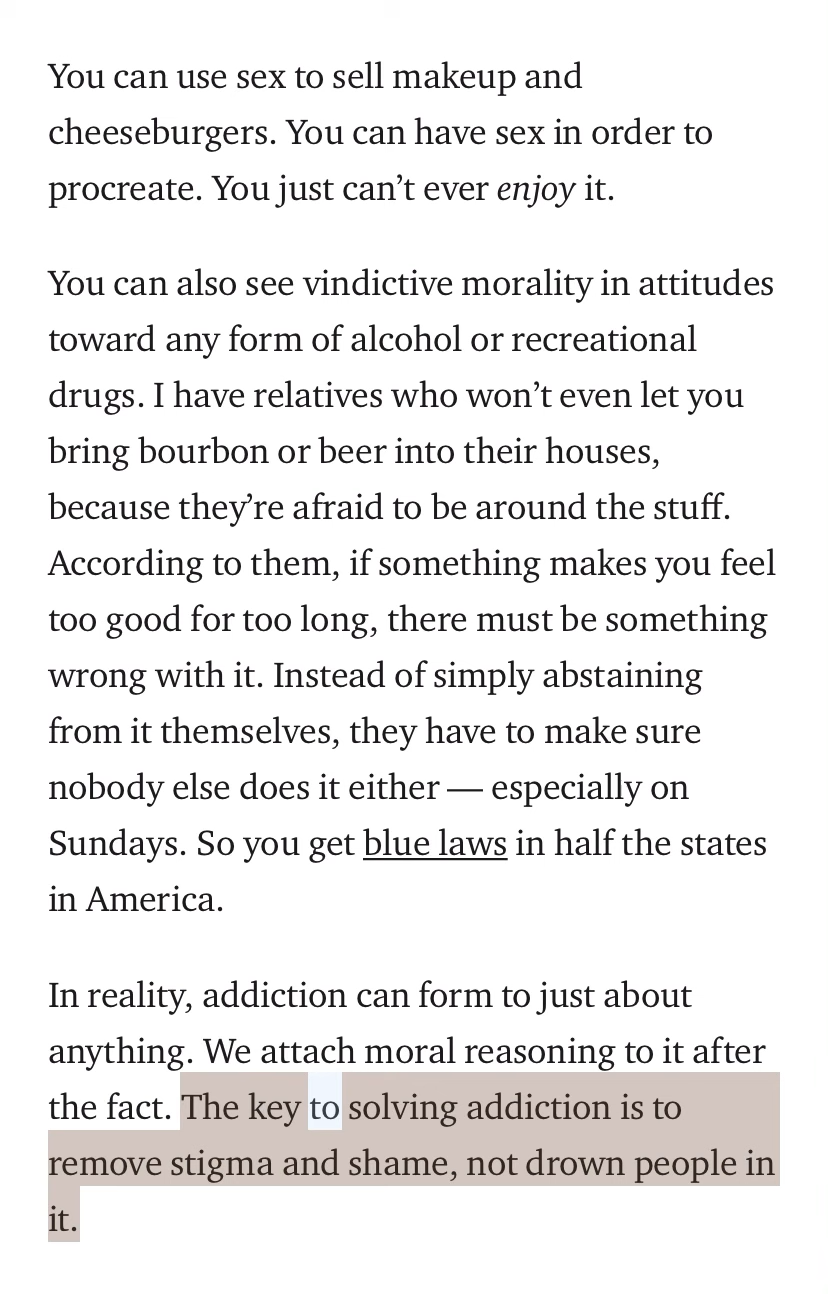 You can use sex to sell makeup and
cheeseburgers. You can have sex in order to
procreate. You just can’t ever enjoy it.
You can also see vindictive morality in attitudes
toward any form of alcohol or recreational
drugs. I have relatives who won’t even let you
bring bourbon or beer into their houses,
because they’re afraid to be around the stuff.
According to them, if something makes you feel
too good for too long, there must be something
wrong with it. Instead of simply abstaining
from it themselves, they have to make sure
nobody else does it either — especially on
Sundays. So you get blue laws in half the states
in America.
In reality, addiction can form to just about
anything. We attach moral reasoning to it after
the fact. The key to solving addiction is to
remove stigma and shame, not drown people in
it.